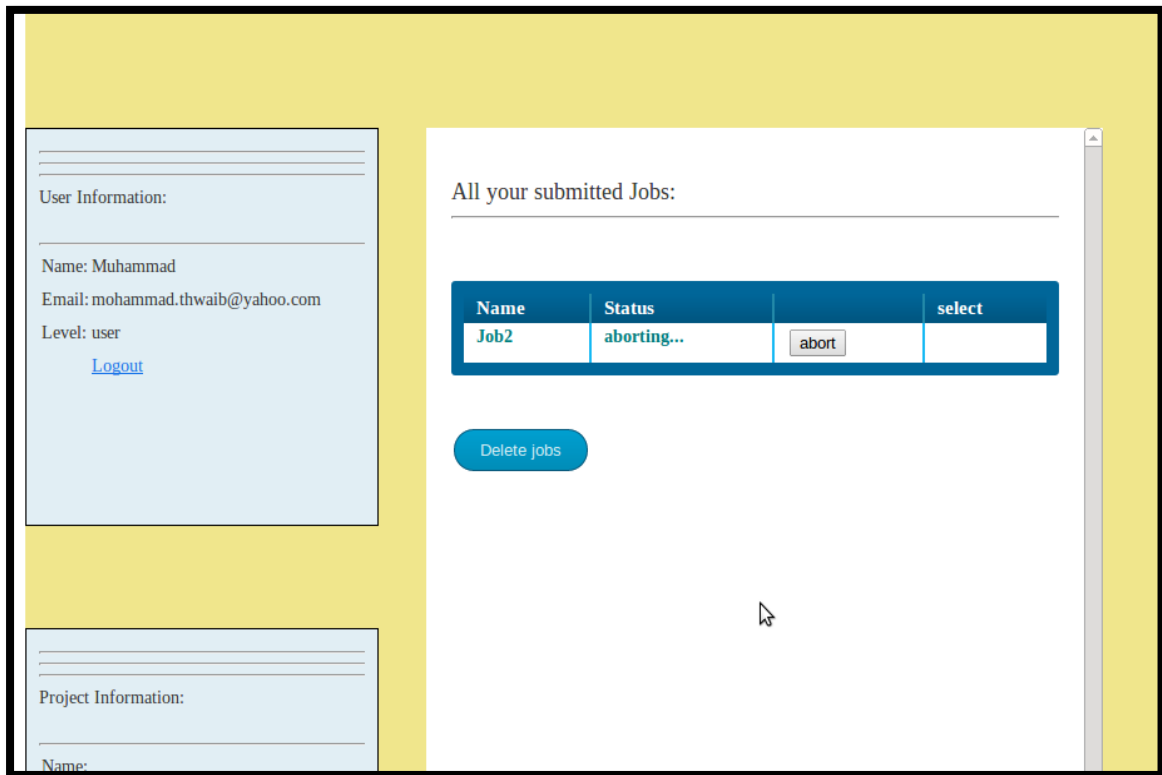 User Information:
Name: Muhammad
Email: mohammad.thwaib@yahoo.com
Level: user
Logout
Project Information:
Name:
All your submitted Jobs:
Name Status select
Job2 aborting... abort
Delete jobs